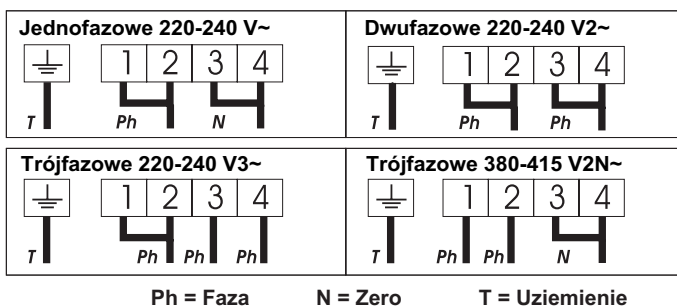 Jednofazowe 220-240 V~
1 2 3 4
T Ph N
Dwufazowe 220-240 V2~
1 2 3 4
T Ph Ph
Trójfazowe 220-240 V3~
1 2 3 4
T Ph Ph Ph
Trójfazowe 380-415 V2N~
1 2 3 4
T Ph Ph N
Ph = Faza N = Zero T = Uziemienie